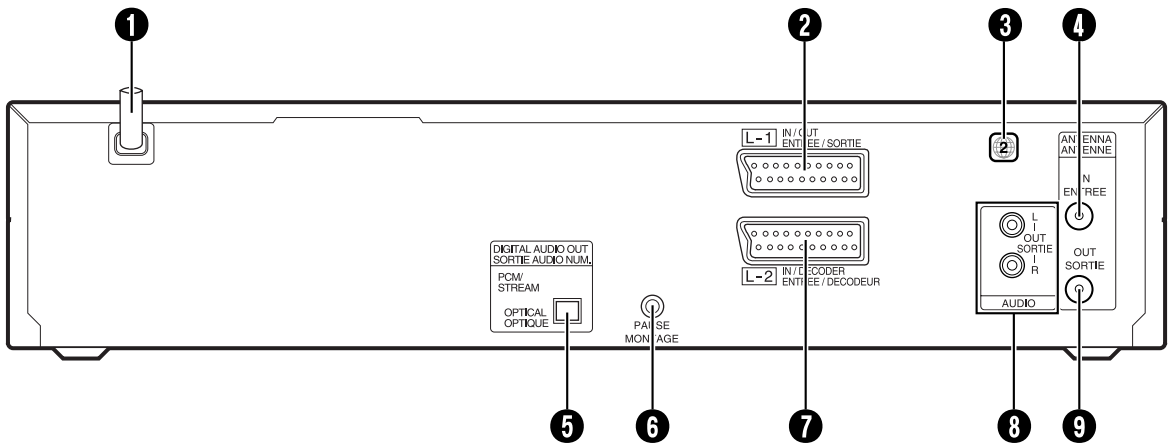 1
2
3
4
L-1 IN / OUT
ENTREE / SORTIE
2
ANTENNA
ANTENNE
IN
ENTREE
L
OUT
SORTIE
R
AUDIO
OUT
SORTIE
DIGITAL AUDIO OUT
SORTIE AUDIO NUM.
PCM/
STREAM
OPTICAL
OPTIQUE
PAUSE
MONTAGE
L-2 IN / DECODER
ENTREE / DECODEUR
5
6
7
8
9